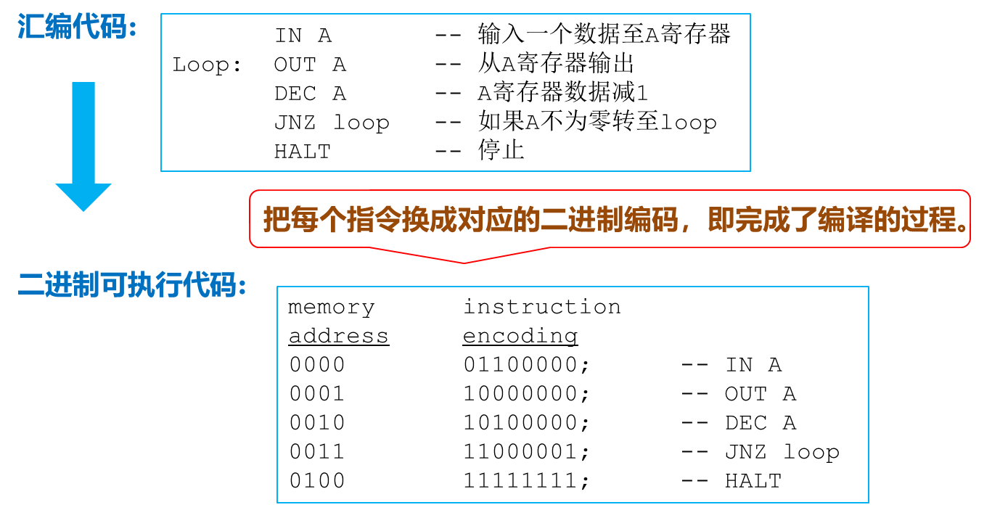 汇编代码:
IN A -- 输入一个数据至A寄存器
Loop: OUT A -- 从A寄存器输出
DEC A -- A寄存器数据减1
JNZ loop -- 如果A不为零转至loop
HALT -- 停止
把每个指令换成对应的二进制编码，即完成了编译的过程。
二进制可执行代码:
memory instruction
address encoding
0000 01100000; -- IN A
0001 10000000; -- OUT A
0010 10100000; -- DEC A
0011 11000001; -- JNZ loop
0100 11111111; -- HALT